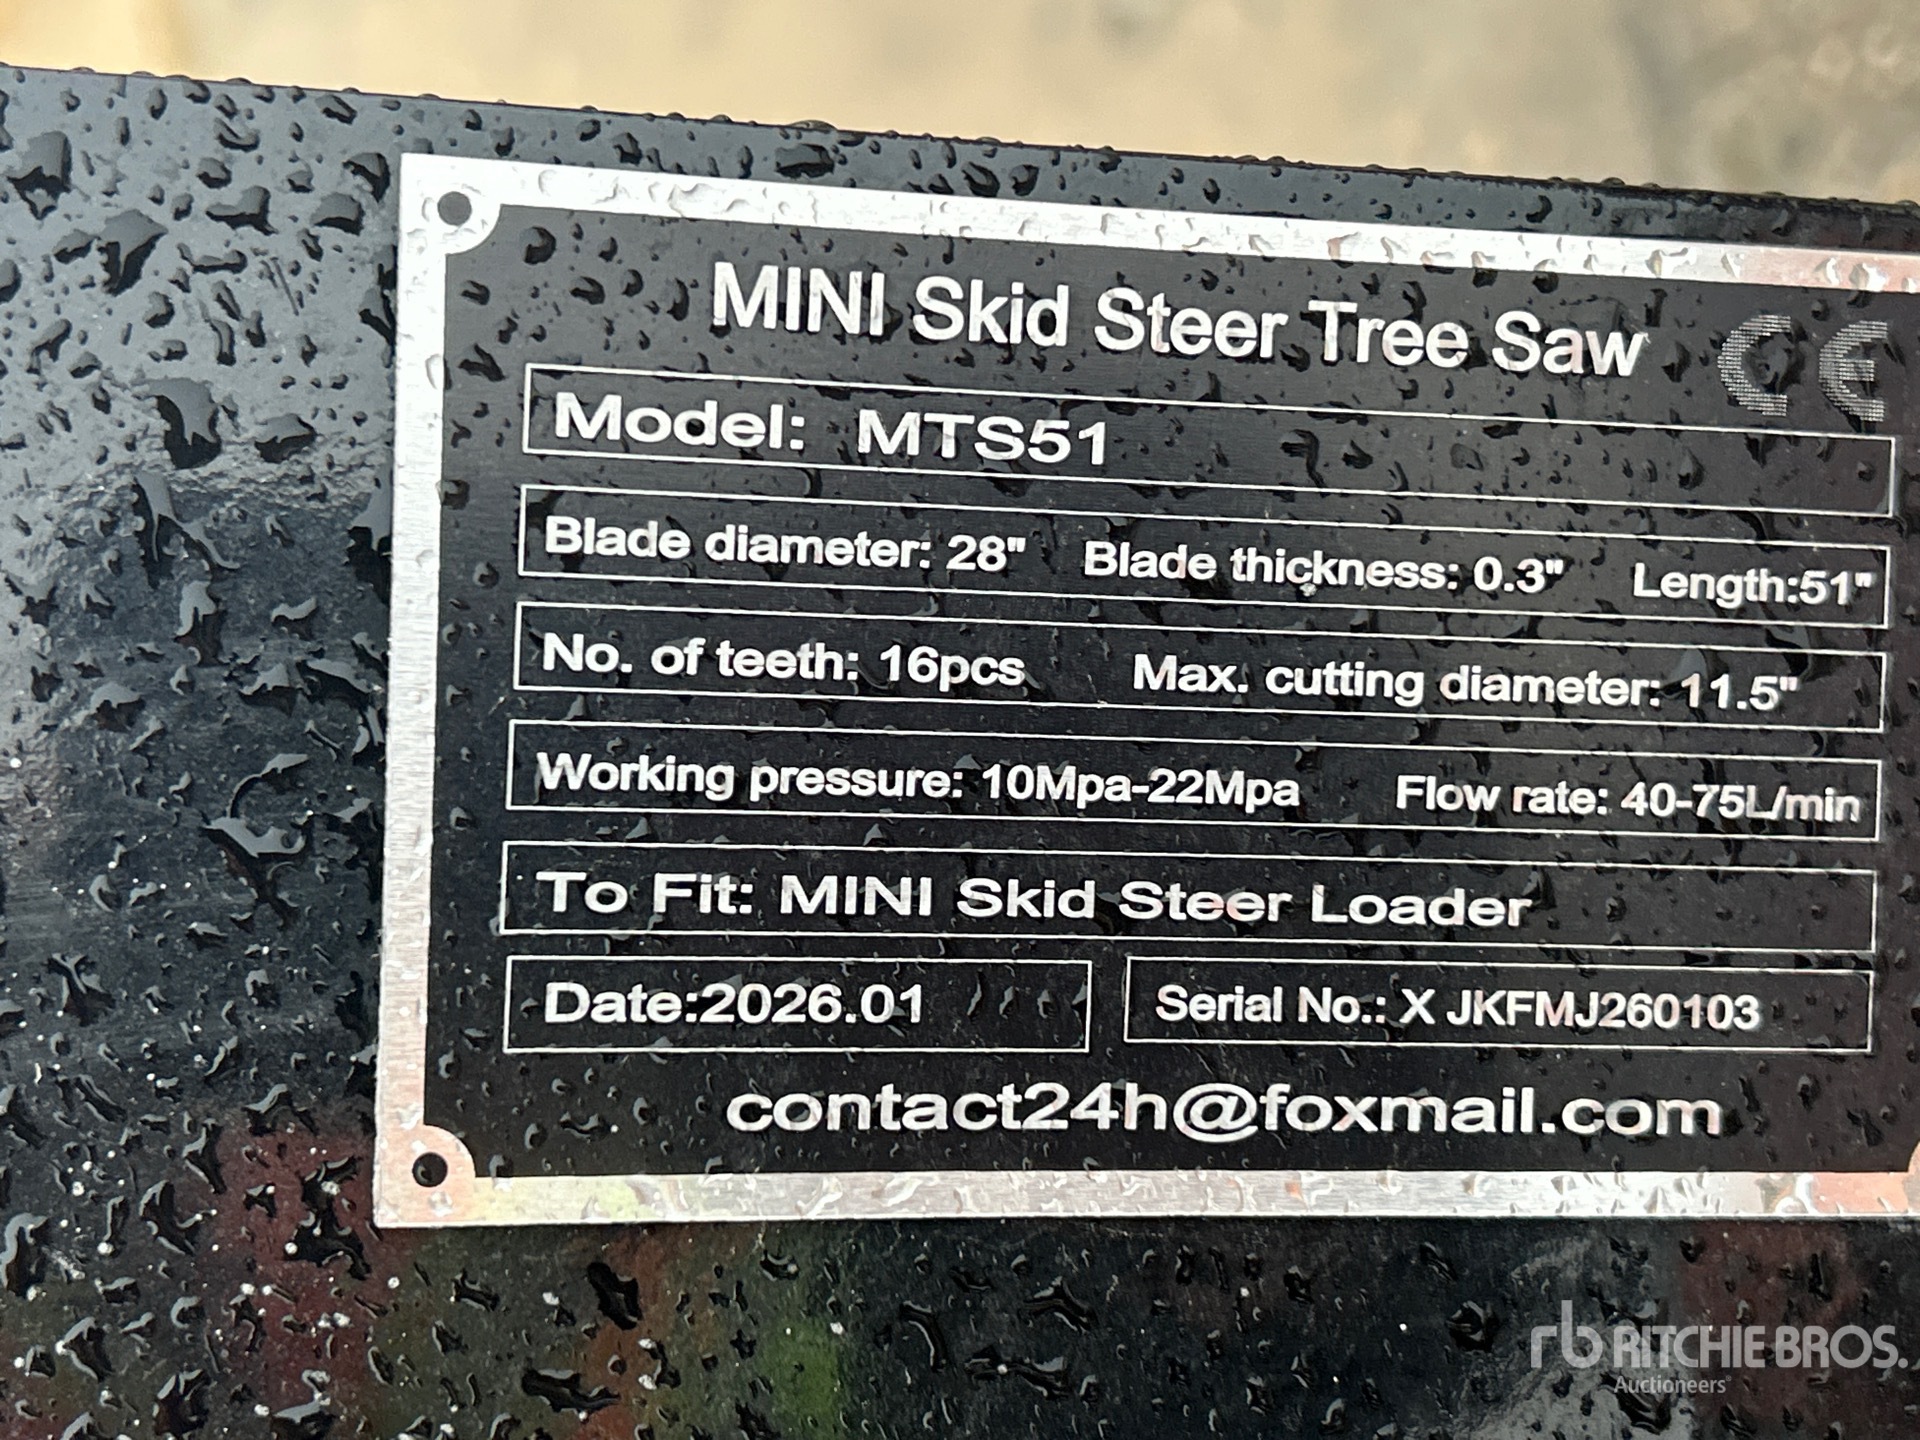 MINI Skid Steer Tree Saw CE
Model: MTS51
Blade diameter: 28" Blade thickness: 0.3" Length:51"
No. of teeth: 16pcs Max. cutting diameter: 11.5"
Working pressure: 10Mpa-22Mpa Flow rate: 40-75L/min
To Fit: MINI Skid Steer Loader
Date:2026.01 Serial No.: X JKFMJ260103
contact24h@foxmail.com
rb RITCHIE BROS.
Auctioneers